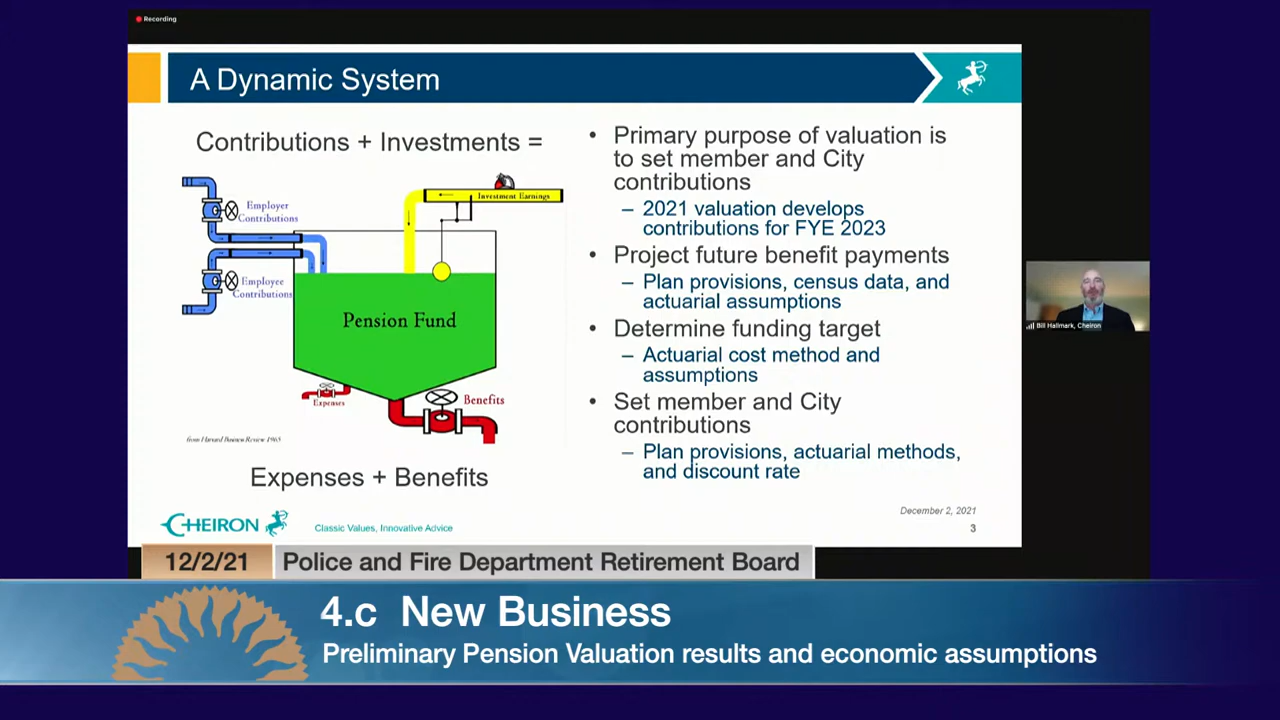 Recording
A Dynamic System
Contributions + Investments =
Investment Earnings
Employer
Contributions
Employee
Contributions
Pension Fund
Expenses
Benefits
from Harvard Business Review 1965
Expenses + Benefits
• Primary purpose of valuation is
to set member and City
contributions
– 2021 valuation develops
contributions for FYE 2023
• Project future benefit payments
– Plan provisions, census data, and
actuarial assumptions
• Determine funding target
– Actuarial cost method and
assumptions
• Set member and City
contributions
– Plan provisions, actuarial methods,
and discount rate
CHEIRON
Classic Values, Innovative Advice
December 2, 2021
3
Bill Hallmark, Cheiron
12/2/21
Police and Fire Department Retirement Board
4.c New Business
Preliminary Pension Valuation results and economic assumptions